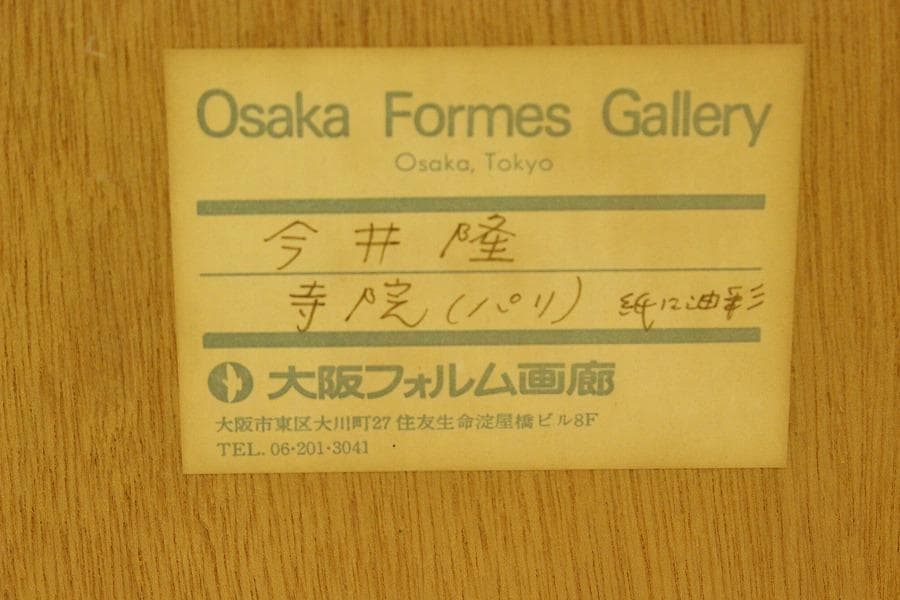 Osaka Formes Gallery
Osaka, Tokyo
今井 隆
寺院(パリ) 紙に油彩
大阪フォルム画廊
大阪市東区大川町27 住友生命淀屋橋ビル8F
TEL. 06·201·3041